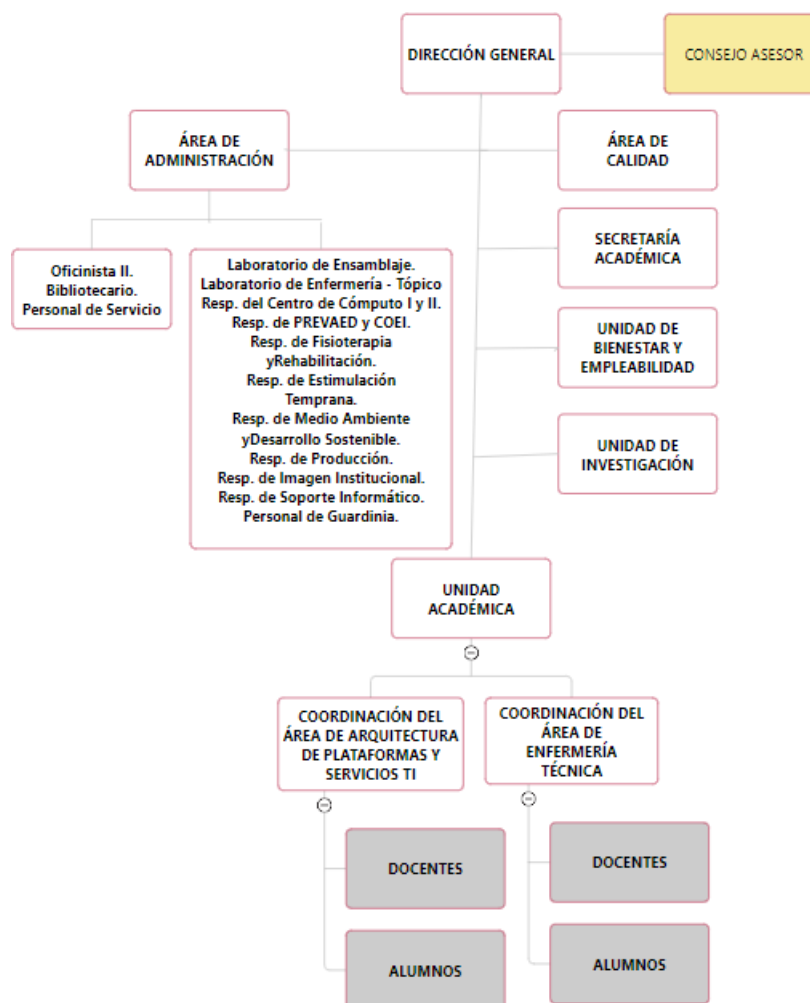 DIRECCIÓN GENERAL
CONSEJO ASESOR
ÁREA DE
ADMINISTRACIÓN
ÁREA DE
CALIDAD
Oficinista II.
Bibliotecario.
Personal de Servicio
Laboratorio de Ensamblaje.
Laboratorio de Enfermería - Tópico
Resp. del Centro de Cómputo I y II.
Resp. de PREVAED y COEI.
Resp. de Fisioterapia
yRehabilitación.
Resp. de Estimulación
Temprana.
Resp. de Medio Ambiente
yDesarrollo Sostenible.
Resp. de Producción.
Resp. de Imagen Institucional.
Resp. de Soporte Informático.
Personal de Guardinia.
SECRETARÍA
ACADÉMICA
UNIDAD DE
BIENESTAR Y
EMPLEABILIDAD
UNIDAD DE
INVESTIGACIÓN
UNIDAD
ACADÉMICA
COORDINACIÓN DEL
ÁREA DE ARQUITECTURA
DE PLATAFORMAS Y
SERVICIOS TI
COORDINACIÓN DEL
ÁREA DE
ENFERMERÍA
TÉCNICA
DOCENTES
DOCENTES
ALUMNOS
ALUMNOS